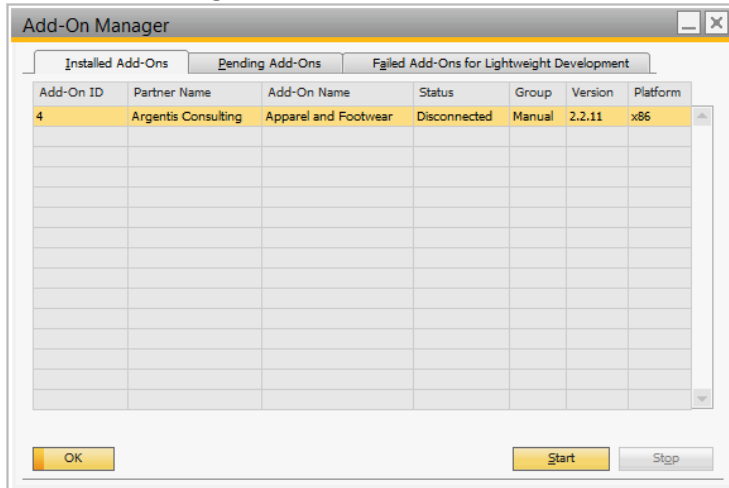 Add-On Manager
Installed Add-Ons Pending Add-Ons Failed Add-Ons for Lightweight Development
Add-On ID Partner Name Add-On Name Status Group Version Platform
4 Argentis Consulting Apparel and Footwear Disconnected Manual 2.2.11 x86
OK Start Stop